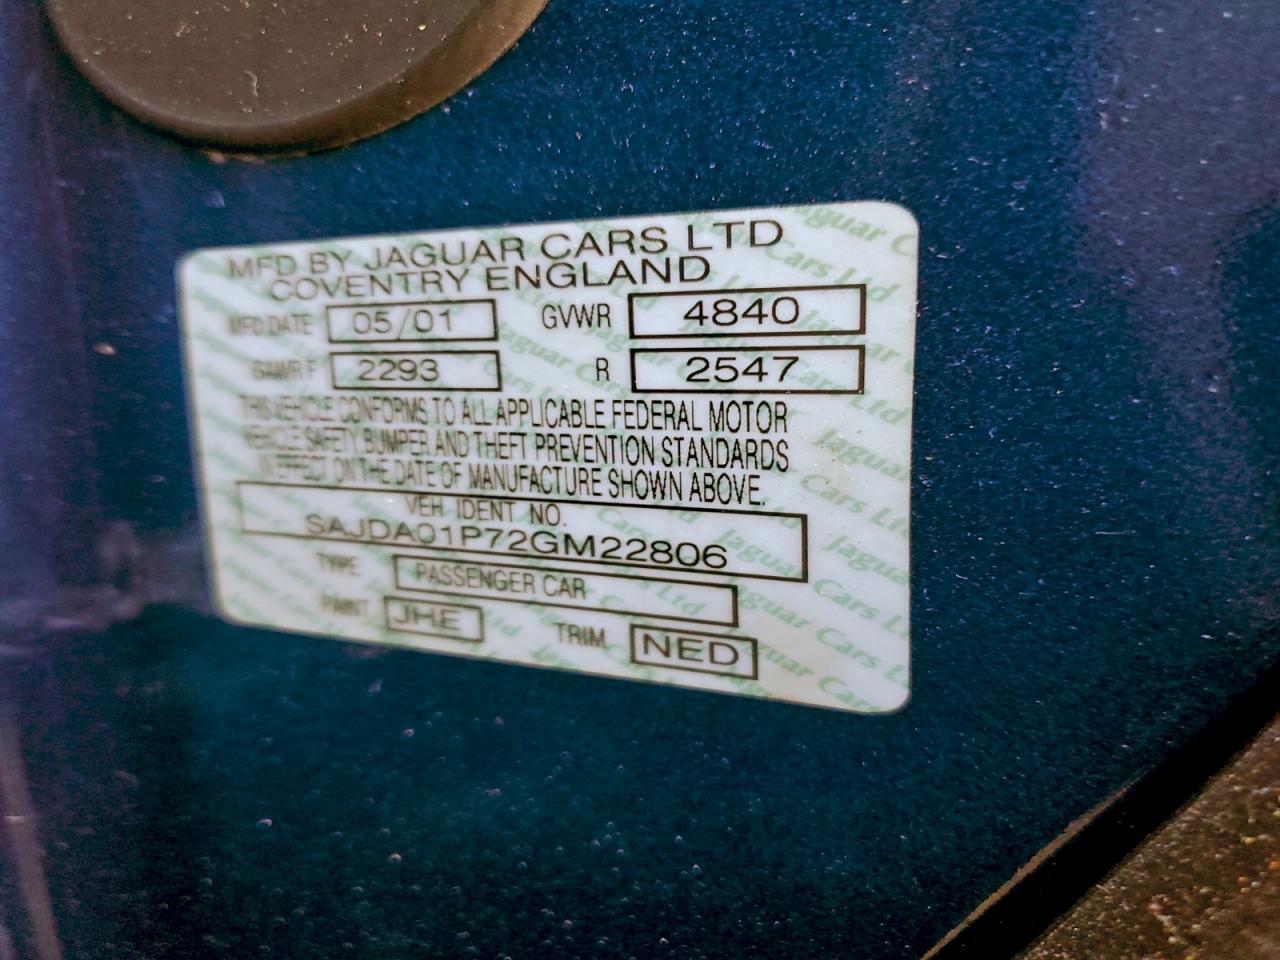 MFD BY JAGUAR CARS LTD
COVENTRY ENGLAND
MFD DATE 05/01 GVWR 4840
GAWR F 2293 R 2547
THIS VEHICLE CONFORMS TO ALL APPLICABLE FEDERAL MOTOR
VEHICLE SAFETY, BUMPER AND THEFT PREVENTION STANDARDS
IN EFFECT ON THE DATE OF MANUFACTURE SHOWN ABOVE.
VEH IDENT NO.
SAJDA01P72GM22806
TYPE PASSENGER CAR
PAINT JHE TRIM NED